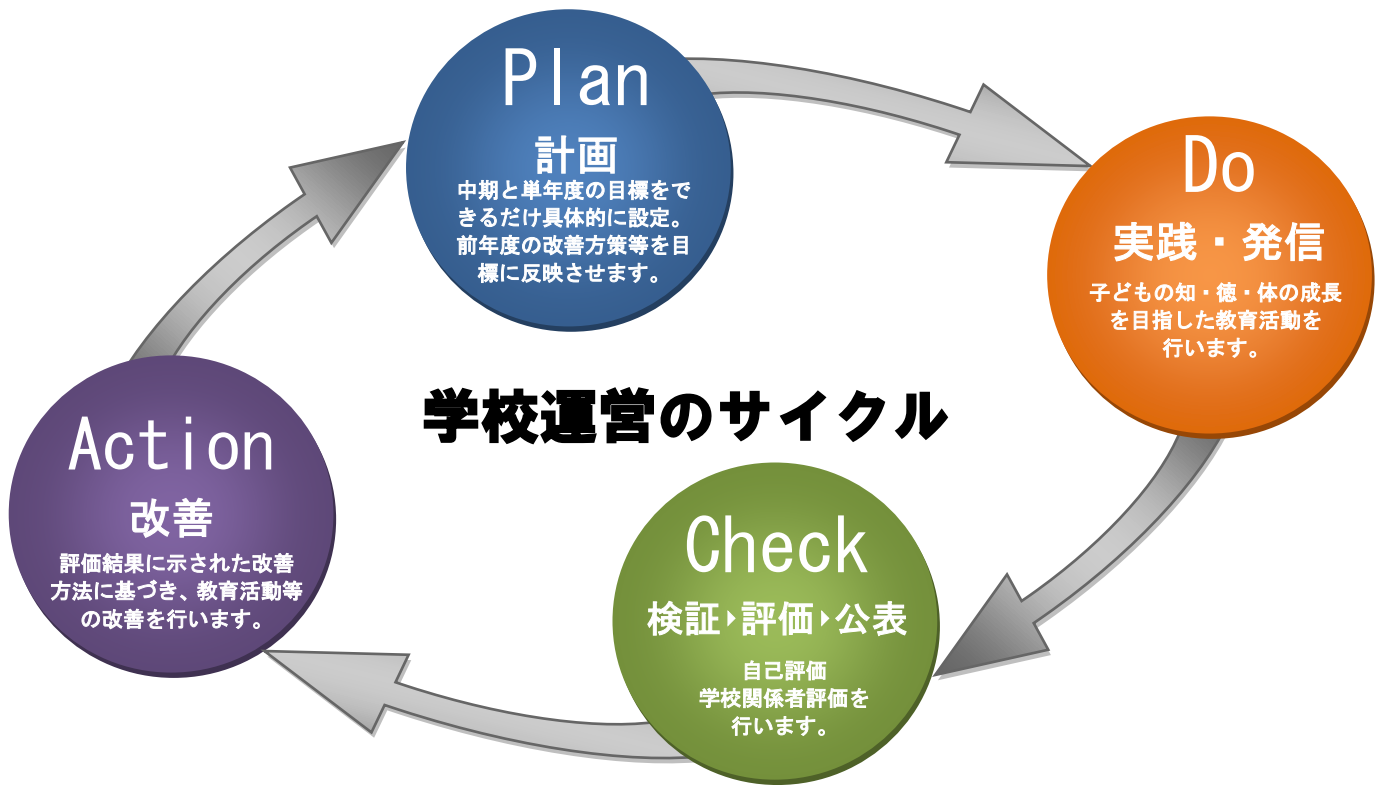 Plan
計画
中期と単年度の目標をで
きるだけ具体的に設定。
前年度の改善方策等を目
標に反映させます。
Do
実践・発信
子どもの知・徳・体の成長
を目指した教育活動を
行います。
学校運営のサイクル
Check
検証▸評価▸公表
自己評価
学校関係者評価を
行います。
Action
改善
評価結果に示された改善
方法に基づき、教育活動等
の改善を行います。